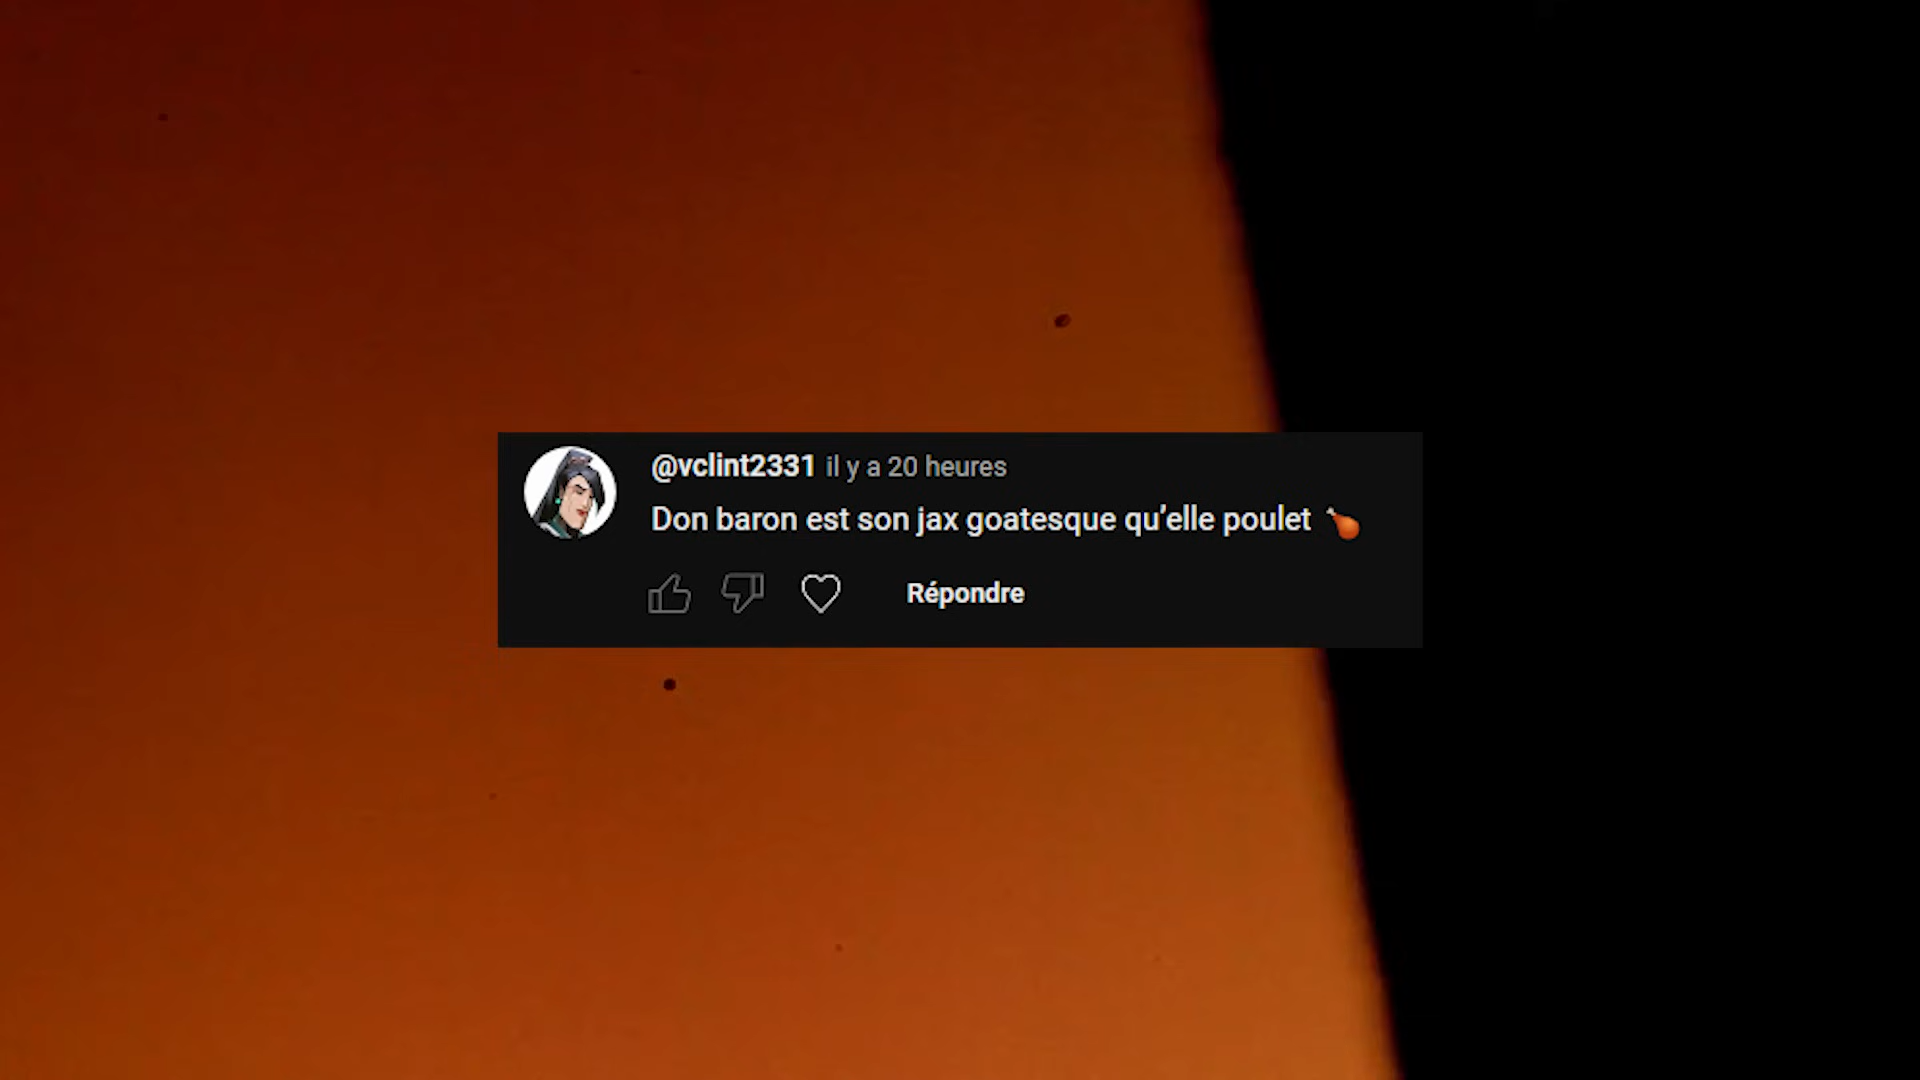 @vclint2331 il y a 20 heures
Don baron est son jax goatesque qu’elle poulet 🍗
Répondre